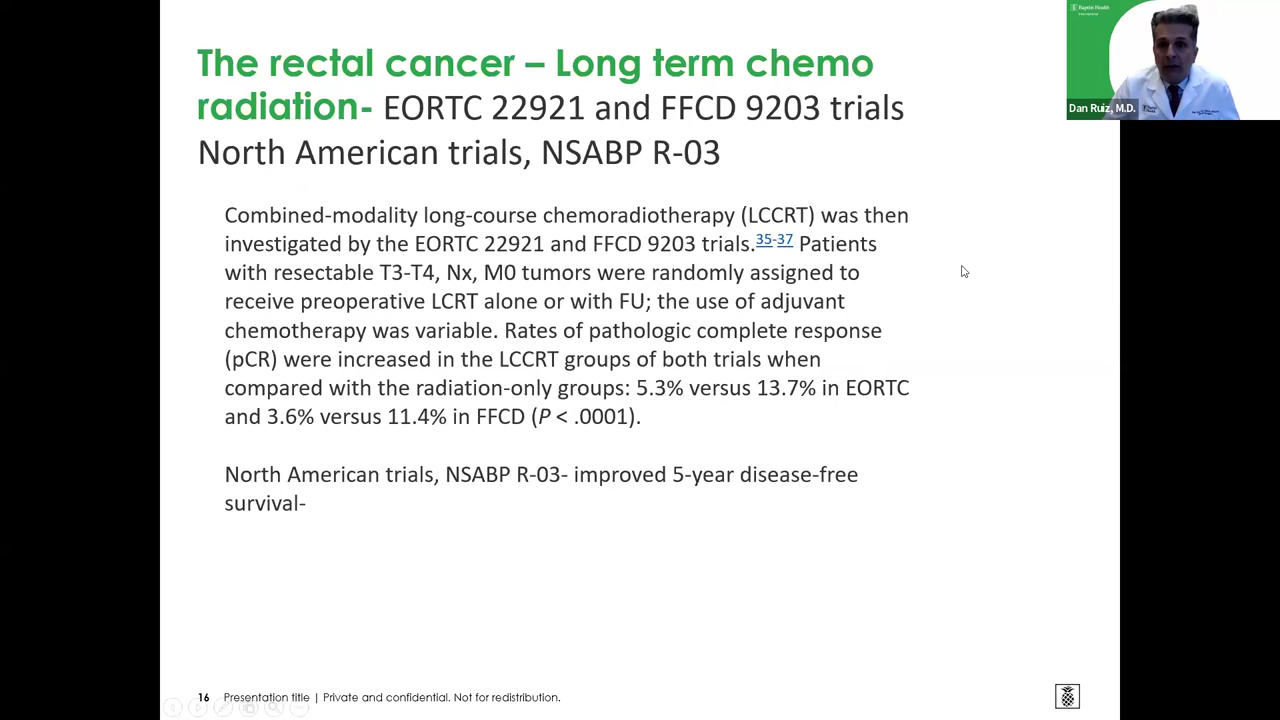 The rectal cancer – Long term chemo
radiation- EORTC 22921 and FFCD 9203 trials
North American trials, NSABP R-03
Combined-modality long-course chemoradiotherapy (LCCRT) was then
investigated by the EORTC 22921 and FFCD 9203 trials.35-37 Patients
with resectable T3-T4, Nx, M0 tumors were randomly assigned to
receive preoperative LCRT alone or with FU; the use of adjuvant
chemotherapy was variable. Rates of pathologic complete response
(pCR) were increased in the LCCRT groups of both trials when
compared with the radiation-only groups: 5.3% versus 13.7% in EORTC
and 3.6% versus 11.4% in FFCD (P < .0001).
North American trials, NSABP R-03- improved 5-year disease-free
survival-
16 Presentation title | Private and confidential. Not for redistribution.
Baptist Health
International
Dan Ruiz, M.D.